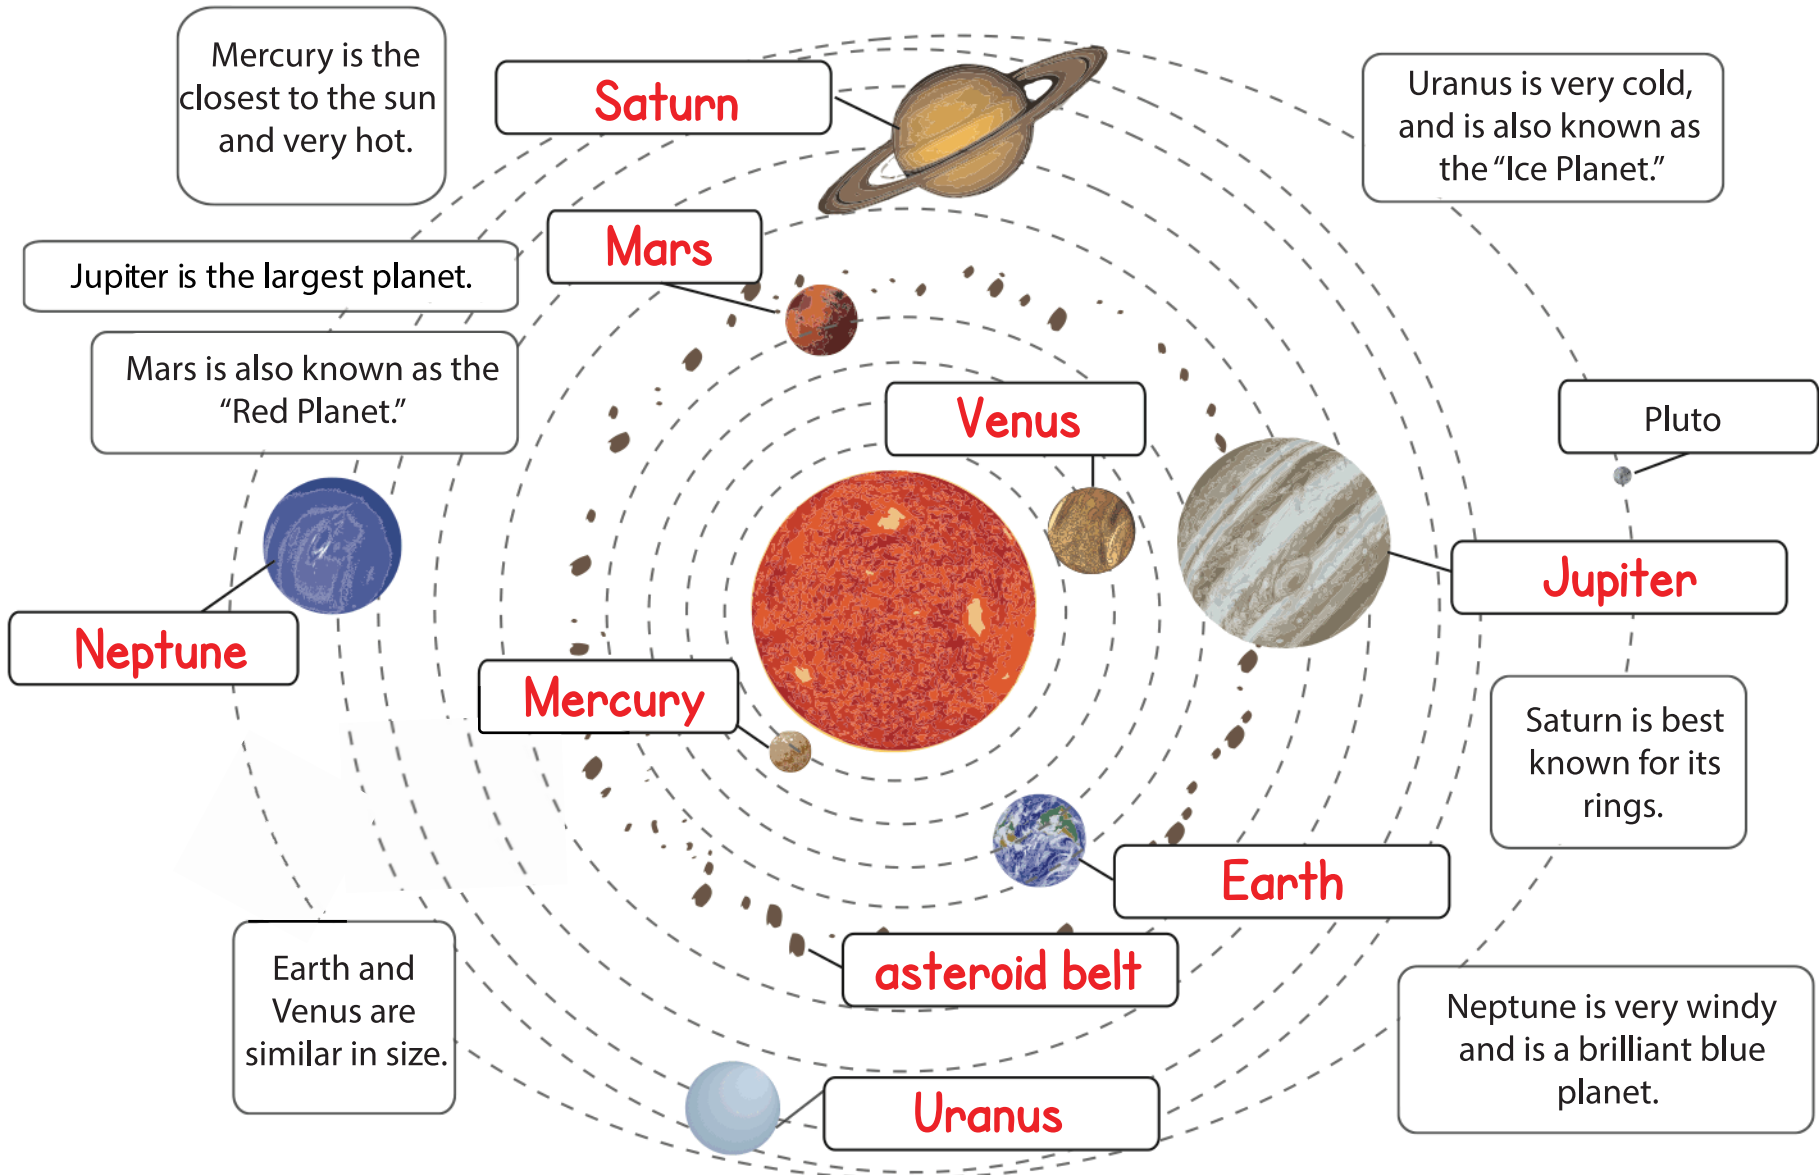 Mercury is the
closest to the sun
and very hot.
Saturn
Uranus is very cold,
and is also known as
the “Ice Planet.”
Mars
Jupiter is the largest planet.
Mars is also known as the
“Red Planet.”
Venus
Pluto
Jupiter
Neptune
Mercury
Saturn is best
known for its
rings.
Earth
asteroid belt
Earth and
Venus are
similar in size.
Neptune is very windy
and is a brilliant blue
planet.
Uranus